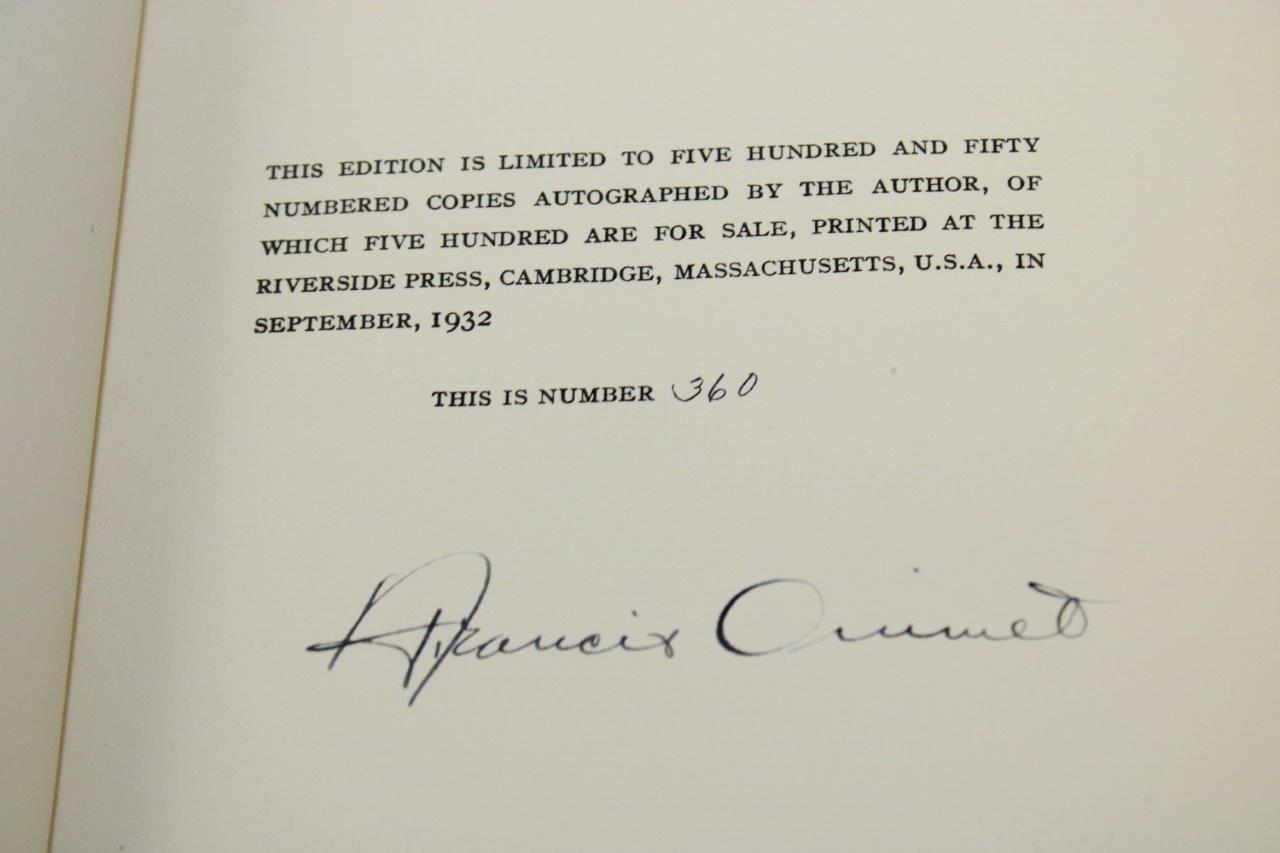 THIS EDITION IS LIMITED TO FIVE HUNDRED AND FIFTY
NUMBERED COPIES AUTOGRAPHED BY THE AUTHOR, OF
WHICH FIVE HUNDRED ARE FOR SALE, PRINTED AT THE
RIVERSIDE PRESS, CAMBRIDGE, MASSACHUSETTS, U.S.A., IN
SEPTEMBER, 1932
THIS IS NUMBER 360
Francis Ouimet